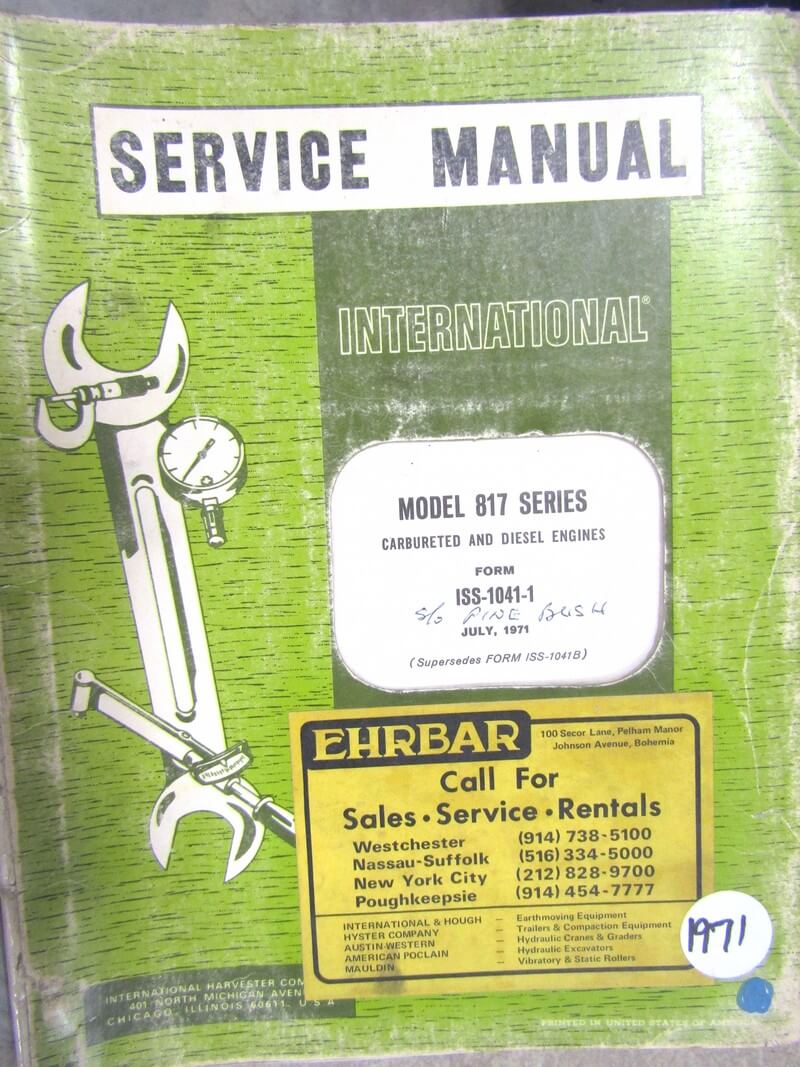 SERVICE MANUAL
INTERNATIONAL®
MODEL 817 SERIES
CARBURETED AND DIESEL ENGINES
FORM
ISS-1041-1
S/o PINE BUSH
JULY, 1971
(Supersedes FORM ISS-1041B)
EHRBAR
100 Secor Lane, Pelham Manor
Johnson Avenue, Bohemia
Call For
Sales • Service • Rentals
Westchester (914) 738-5100
Nassau-Suffolk (516) 334-5000
New York City (212) 828-9700
Poughkeepsie (914) 454-7777
INTERNATIONAL & HOUGH – Earthmoving Equipment
HYSTER COMPANY – Trailers & Compaction Equipment
AUSTIN-WESTERN – Hydraulic Cranes & Graders
AMERICAN POCLAIN – Hydraulic Excavators
MAULDIN – Vibratory & Static Rollers
1971
INTERNATIONAL HARVESTER COM
401 NORTH MICHIGAN AVEN
CHICAGO, ILLINOIS 60611, U.S.A
PRINTED IN UNITED STATES OF AMERICA